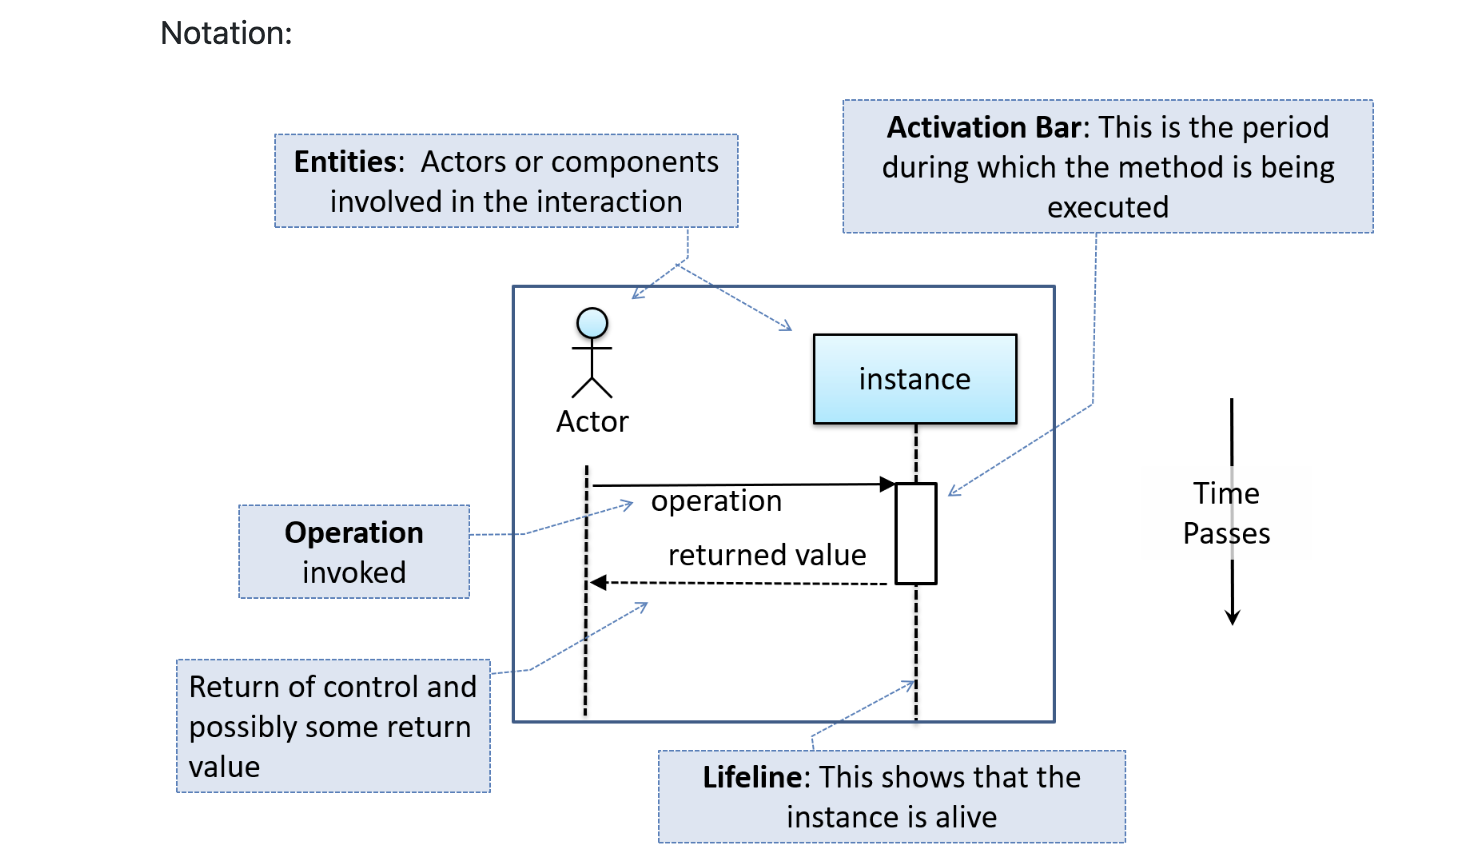 Notation:
Entities:  Actors or components
involved in the interaction
Activation Bar: This is the period
during which the method is being
executed
Actor
instance
operation
returned value
Operation
invoked
Time
Passes
Return of control and
possibly some return
value
Lifeline: This shows that the
instance is alive